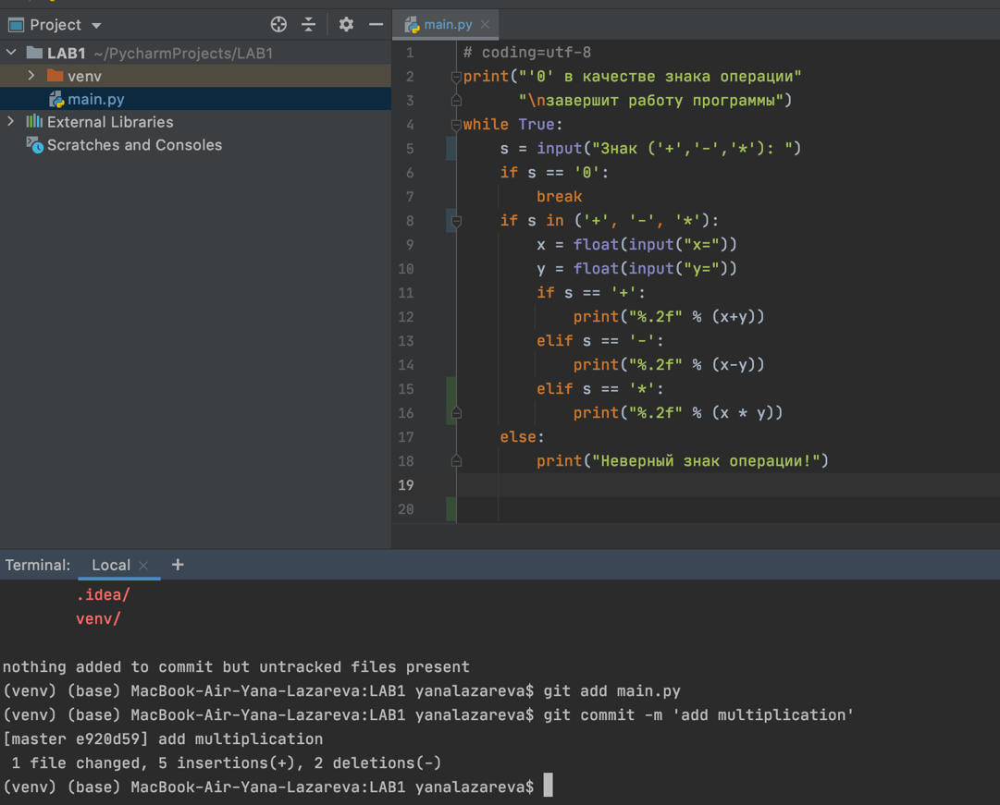 Project
main.py
LAB1 ~/PycharmProjects/LAB1
venv
main.py
External Libraries
Scratches and Consoles
1 # coding=utf-8
2 print("'0' в качестве знака операции"
3       "\nзавершит работу программы")
4 while True:
5     s = input("Знак ('+','-','*'): ")
6     if s == '0':
7         break
8     if s in ('+', '-', '*'):
9         x = float(input("x="))
10         y = float(input("y="))
11         if s == '+':
12             print("%.2f" % (x+y))
13         elif s == '-':
14             print("%.2f" % (x-y))
15         elif s == '*':
16             print("%.2f" % (x * y))
17     else:
18         print("Неверный знак операции!")
19
20
Terminal: Local +
.idea/
venv/
nothing added to commit but untracked files present
(venv) (base) MacBook-Air-Yana-Lazareva:LAB1 yanalazareva$ git add main.py
(venv) (base) MacBook-Air-Yana-Lazareva:LAB1 yanalazareva$ git commit -m 'add multiplication'
[master e920d59] add multiplication
 1 file changed, 5 insertions(+), 2 deletions(-)
(venv) (base) MacBook-Air-Yana-Lazareva:LAB1 yanalazareva$